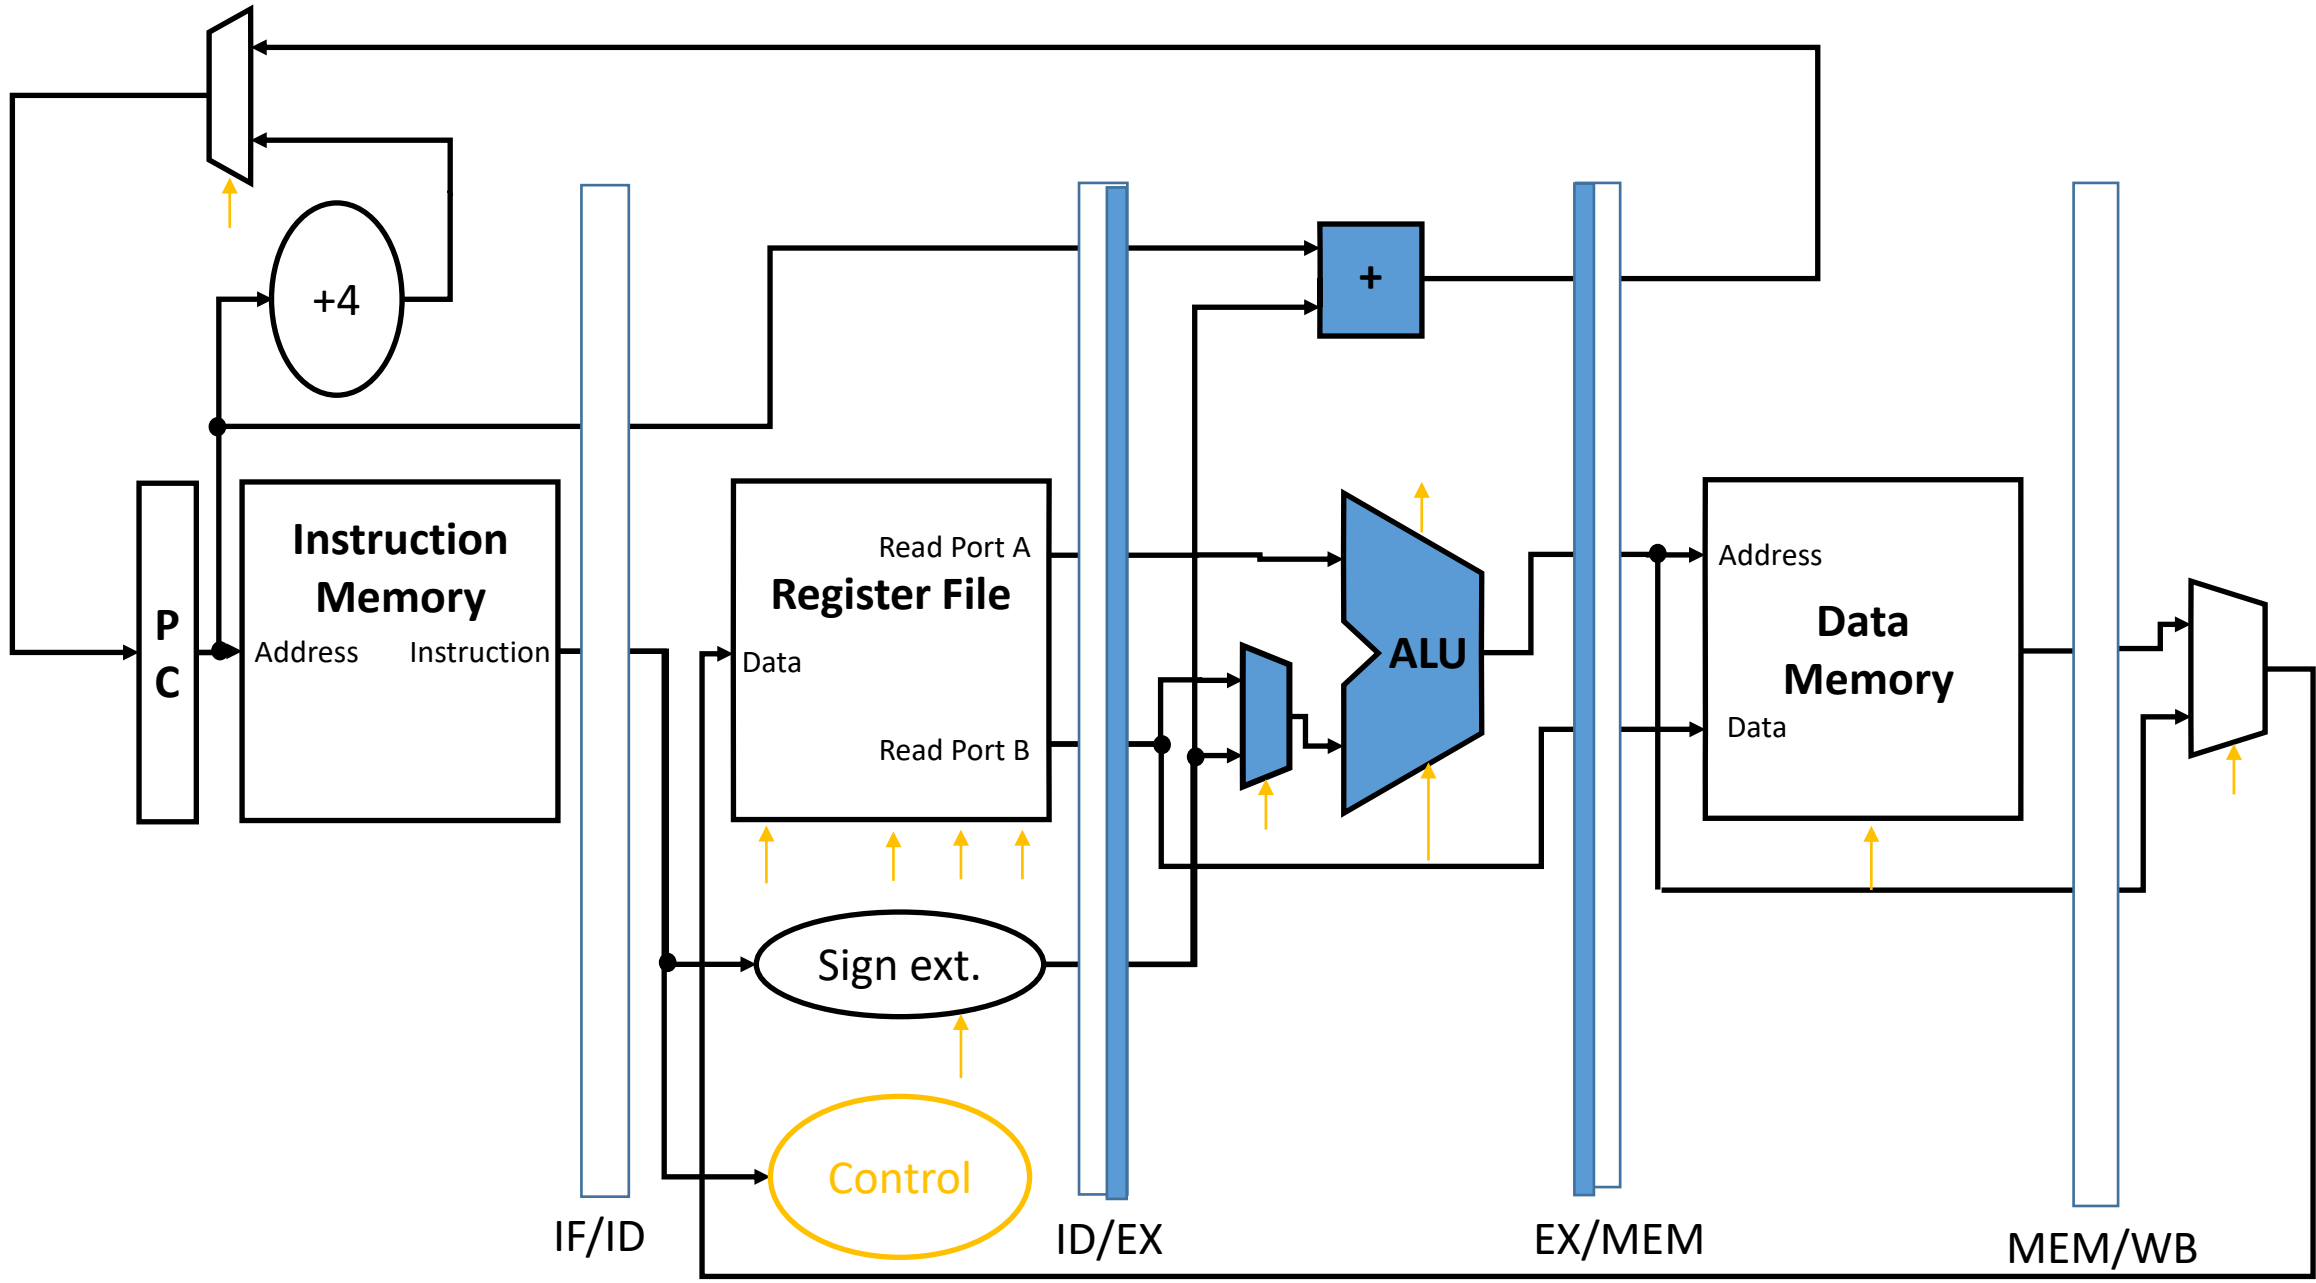 +4
+
P
C
Instruction
Memory
Address
Instruction
Read Port A
Register File
Data
Read Port B
ALU
Address
Data
Memory
Data
Sign ext.
Control
IF/ID
ID/EX
EX/MEM
MEM/WB